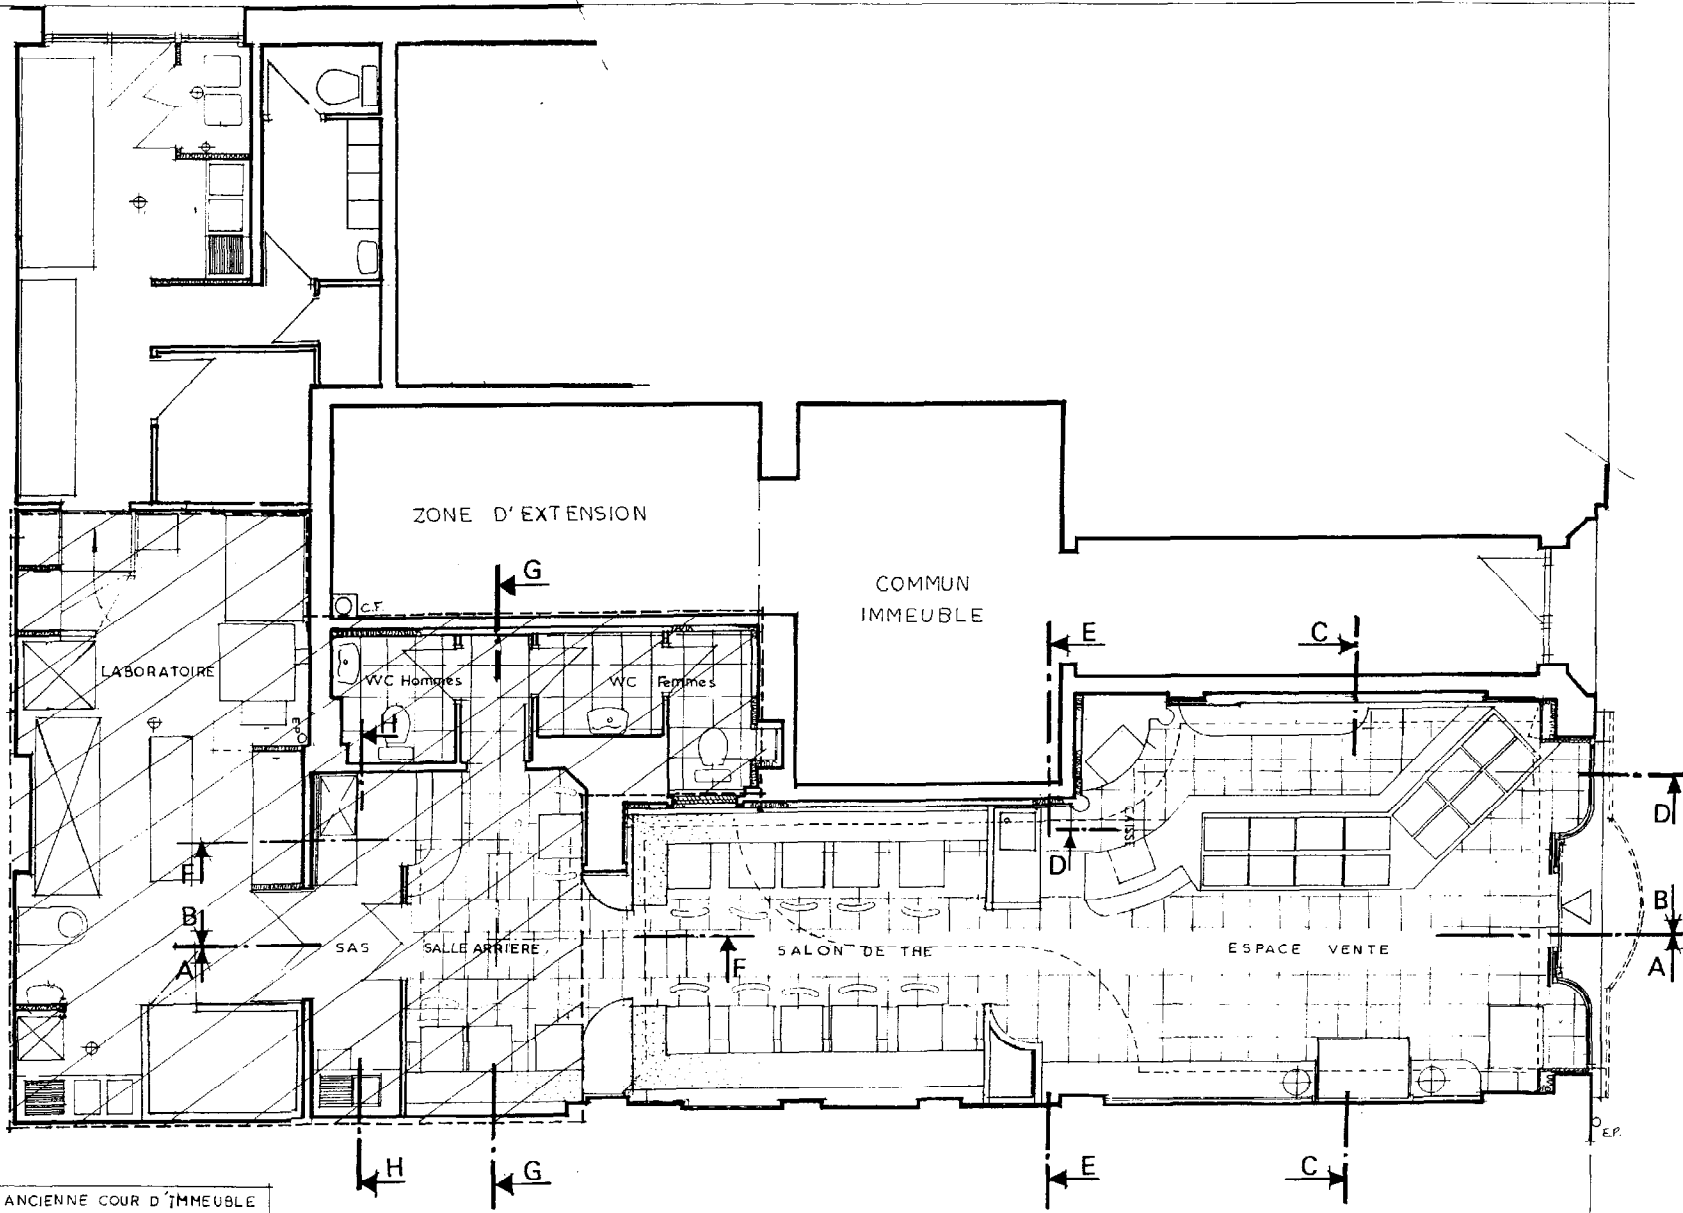 ZONE D'EXTENSION
G
C.F.
COMMUN
IMMEUBLE
E
C
LABORATOIRE
WC Hommes
WC Femmes
H
E.P.
CAISSE
D
D
F
B
A
SAS
SALLE ARRIERE
F
SALON DE THE
ESPACE VENTE
B
A
E.P.
H
G
E
C
ANCIENNE COUR D'IMMEUBLE